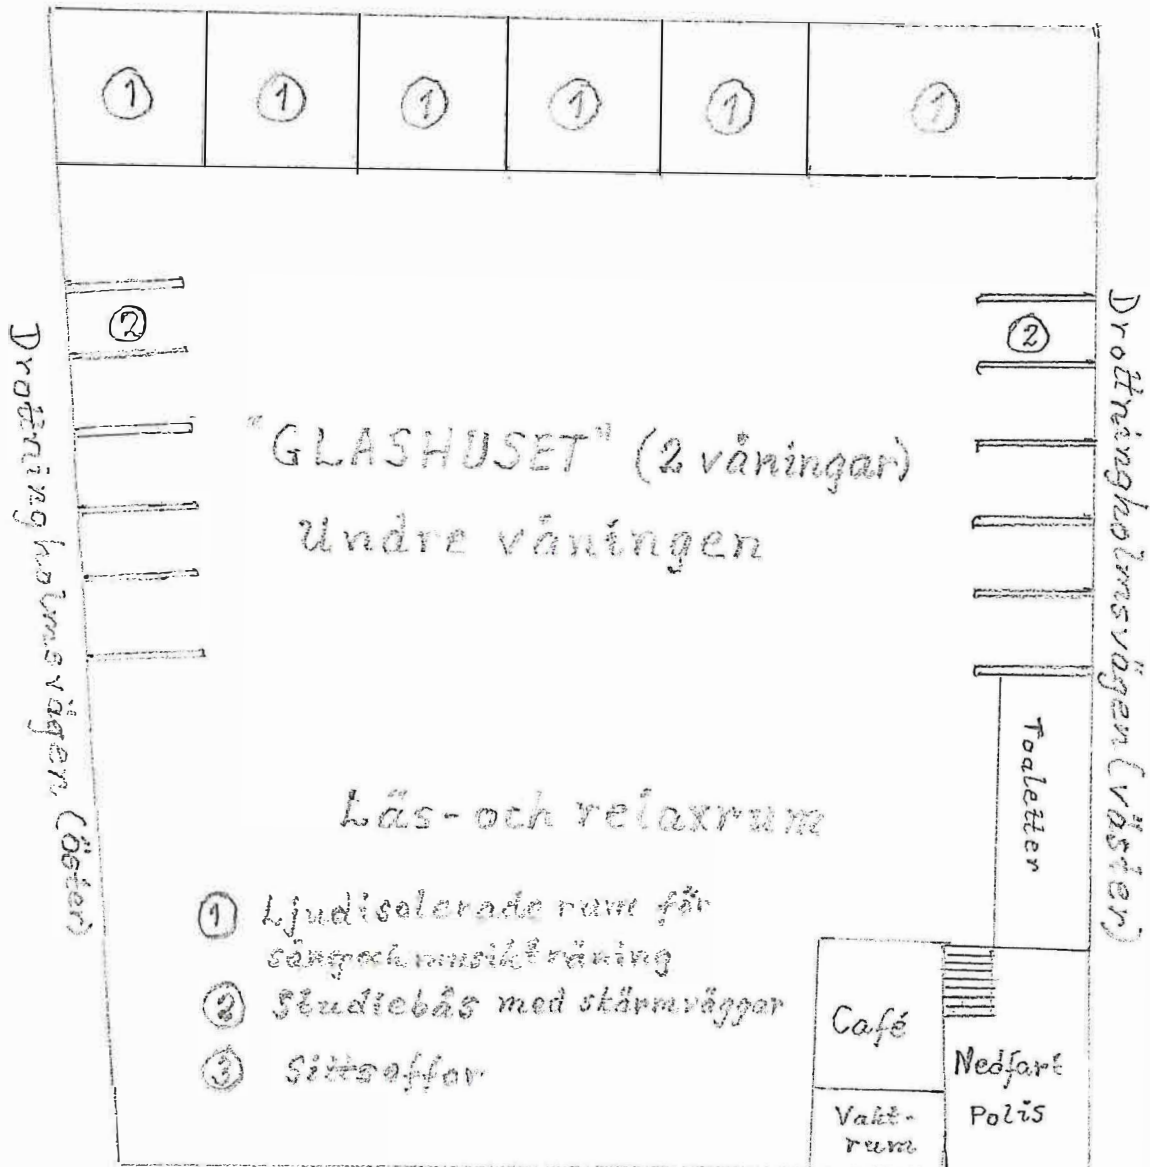 1 1 1 1 1 1
2
2
Drottningholmsvägen (öster)
Drottningholmsvägen (väster)
"GLASHUSET" (2 våningar)
Undre våningen
Toaletter
Läs- och relaxrum
1 Ljudisolerade rum för
sång och musikträning
2 Studiebås med skärmväggar
3 Sittsoffor
Café
Nedfart
Polis
Vakt-
rum